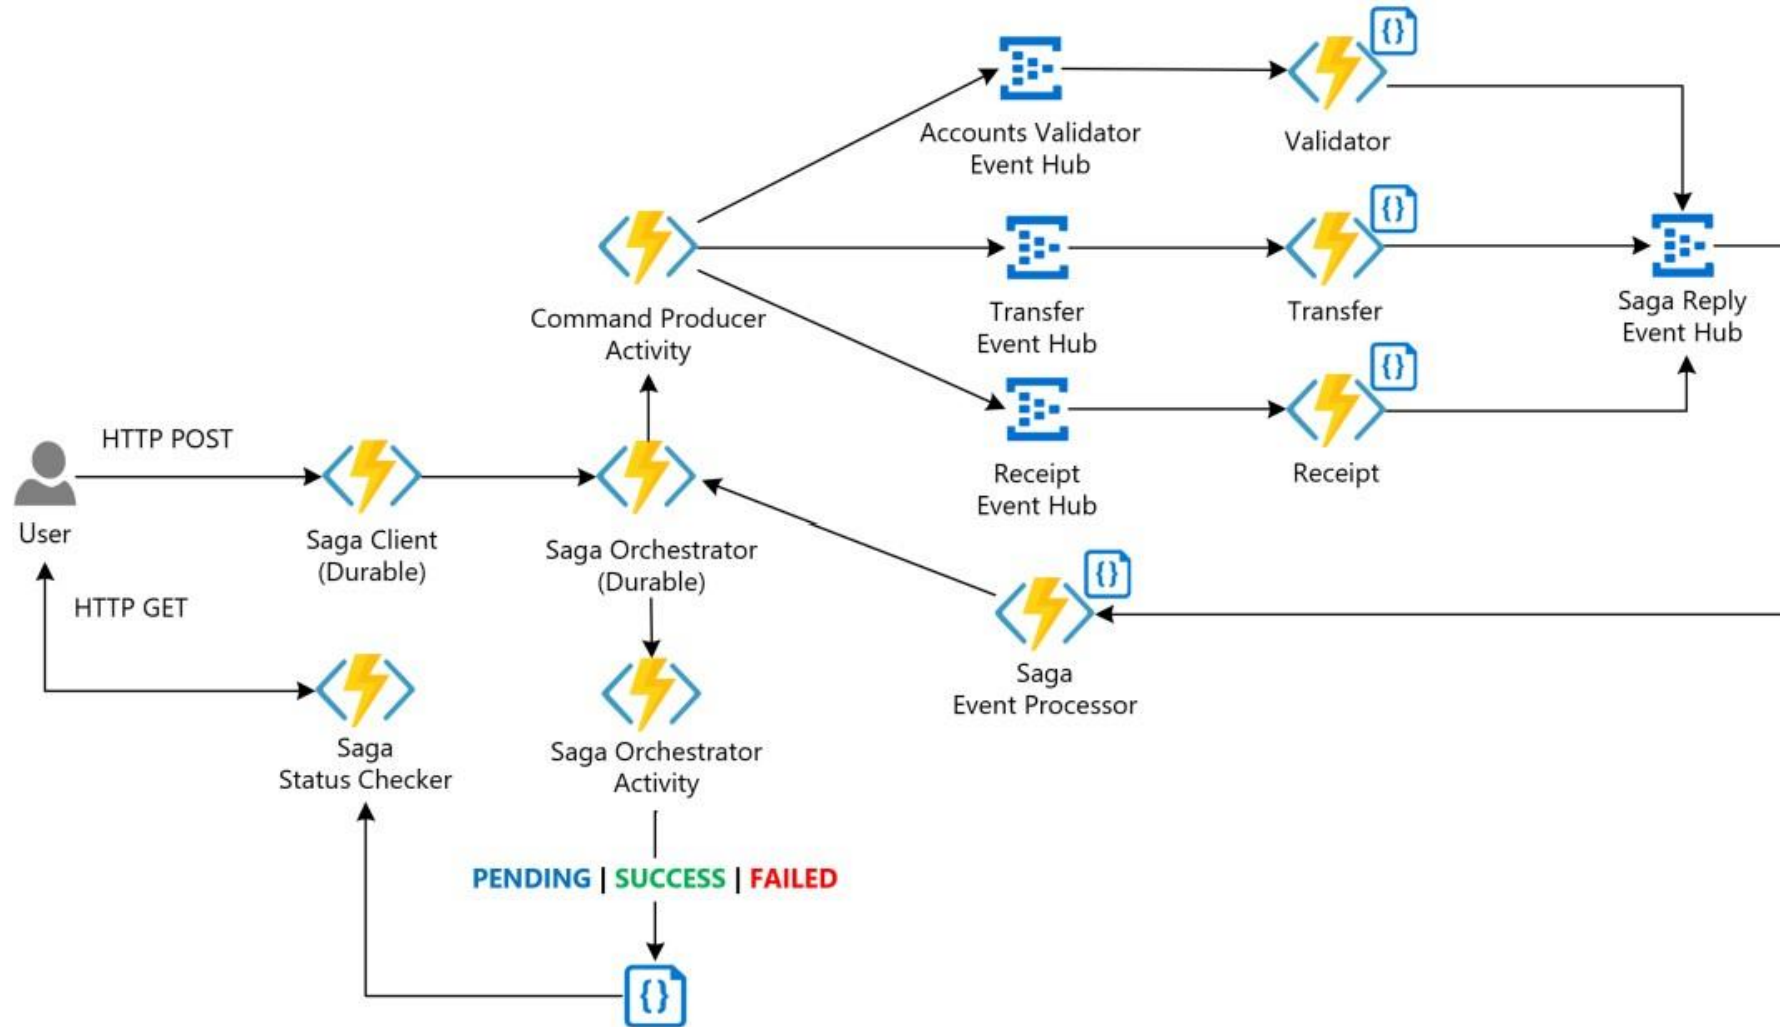 {}
Accounts Validator
Event Hub
Validator
{}
Transfer
Event Hub
Transfer
Saga Reply
Event Hub
Command Producer
Activity
{}
Receipt
Event Hub
Receipt
HTTP POST
User
Saga Client
(Durable)
Saga Orchestrator
(Durable)
HTTP GET
{}
Saga
Event Processor
Saga
Status Checker
Saga Orchestrator
Activity
PENDING | SUCCESS | FAILED
{}